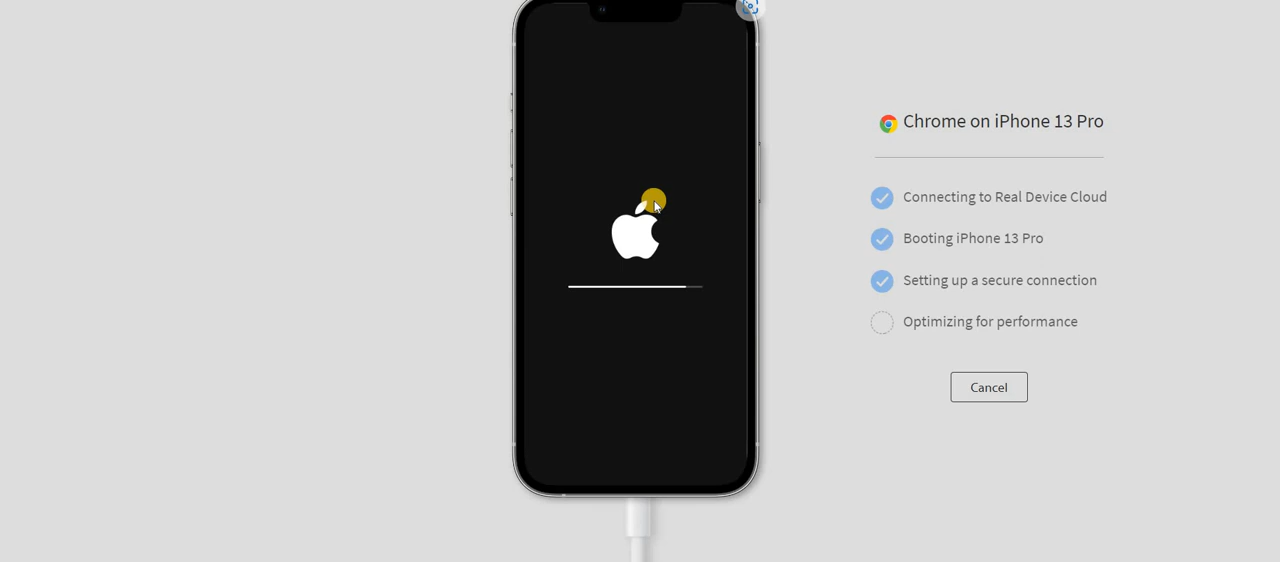 Chrome on iPhone 13 Pro
Connecting to Real Device Cloud
Booting iPhone 13 Pro
Setting up a secure connection
Optimizing for performance
Cancel